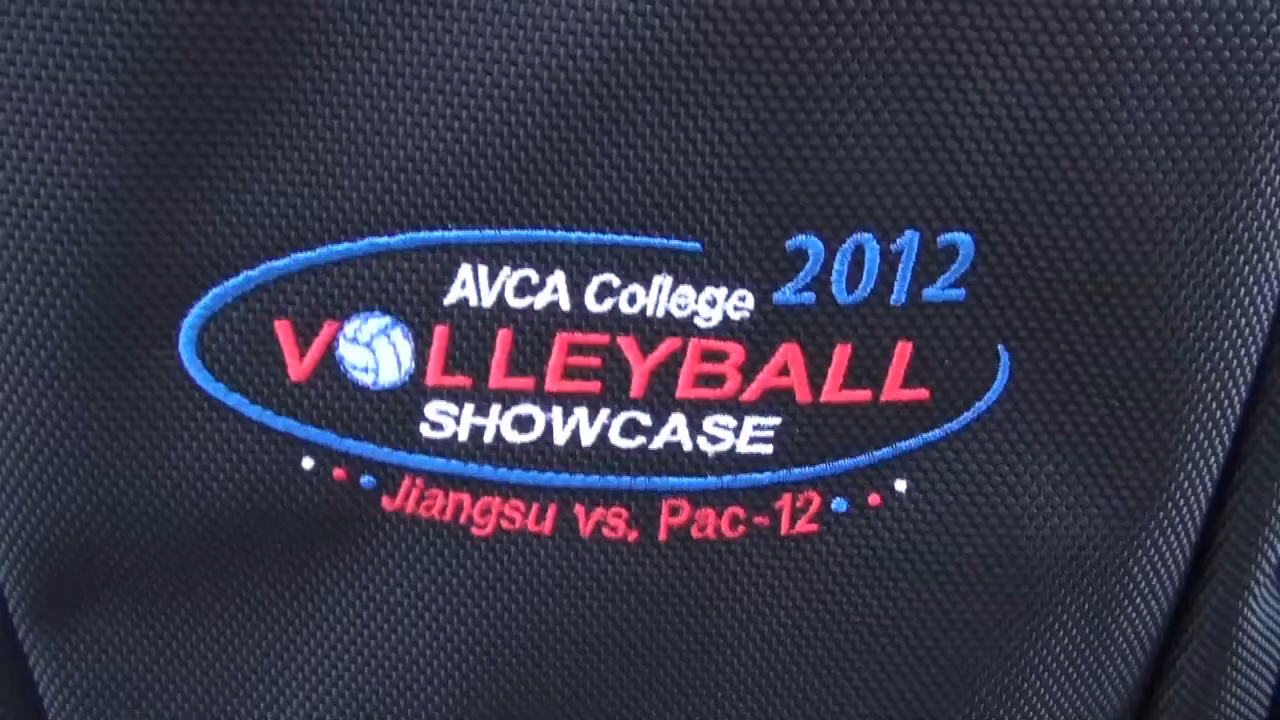 2012
AVCA College
VOLLEYBALL
SHOWCASE
Jiangsu vs. Pac-12